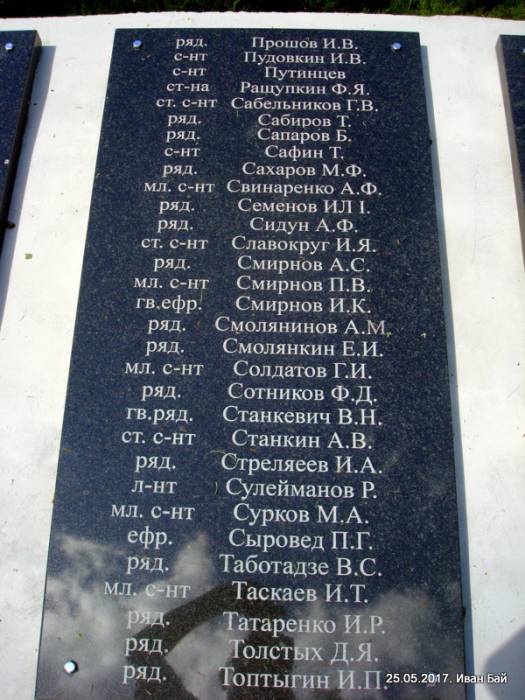 ряд. Прошов И.В.
с-нт Пудовкин И.В.
с-нт Путинцев
ст-на Ращупкин Ф.Я.
ст. с-нт Сабельников Г.В.
ряд. Сабиров Т.
ряд. Сапаров Б.
с-нт Сафин Т.
ряд. Сахаров М.Ф.
мл. с-нт Свинаренко А.Ф.
ряд. Семенов ИЛ I.
ряд. Сидун А.Ф.
ст. с-нт Славокруг И.Я.
ряд. Смирнов А.С.
мл. с-нт Смирнов П.В.
гв.ефр. Смирнов И.К.
ряд. Смолянинов А.М.
ряд. Смолянкин Е.И.
мл. с-нт Солдатов Г.И.
ряд. Сотников Ф.Д.
гв.ряд. Станкевич В.Н.
ст. с-нт Станкин А.В.
ряд. Стреляеев И.А.
л-нт Сулейманов Р.
мл. с-нт Сурков М.А.
ефр. Сыровед П.Г.
ряд. Таботадзе В.С.
мл. с-нт Таскаев И.Т.
ряд. Татаренко И.Р.
ряд. Толстых Д.Я.
ряд. Топтыгин И.П.
25.05.2017. Иван Бай